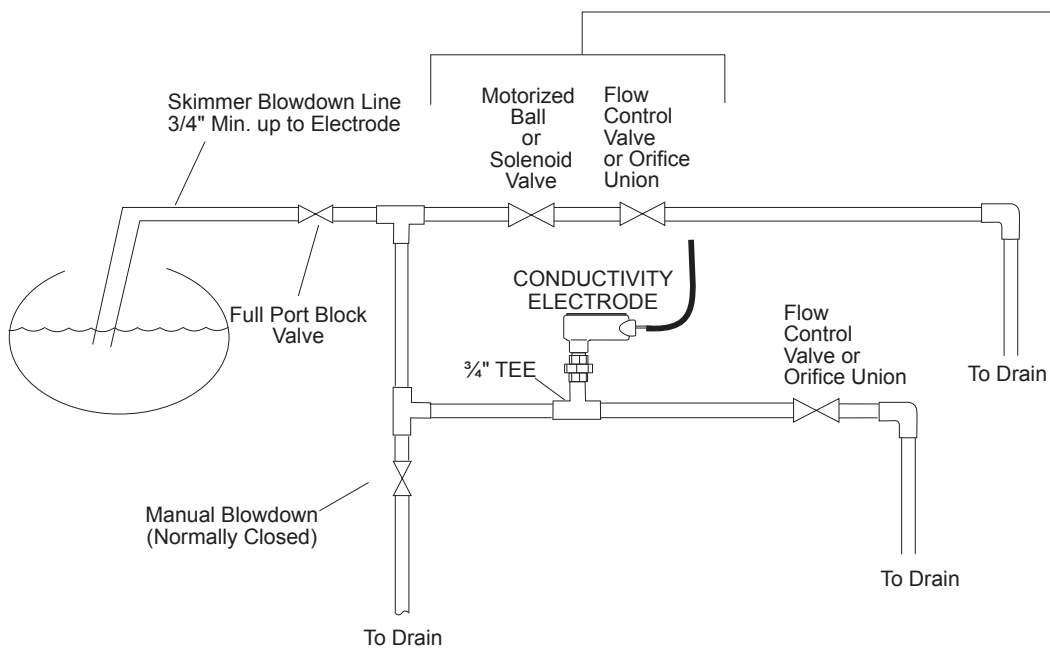 Skimmer Blowdown Line
3/4" Min. up to Electrode
Motorized
Ball
or
Solenoid
Valve
Flow
Control
Valve
or Orifice
Union
Full Port Block
Valve
CONDUCTIVITY
ELECTRODE
Flow
Control
Valve or
Orifice Union
To Drain
¾" TEE
Manual Blowdown
(Normally Closed)
To Drain
To Drain